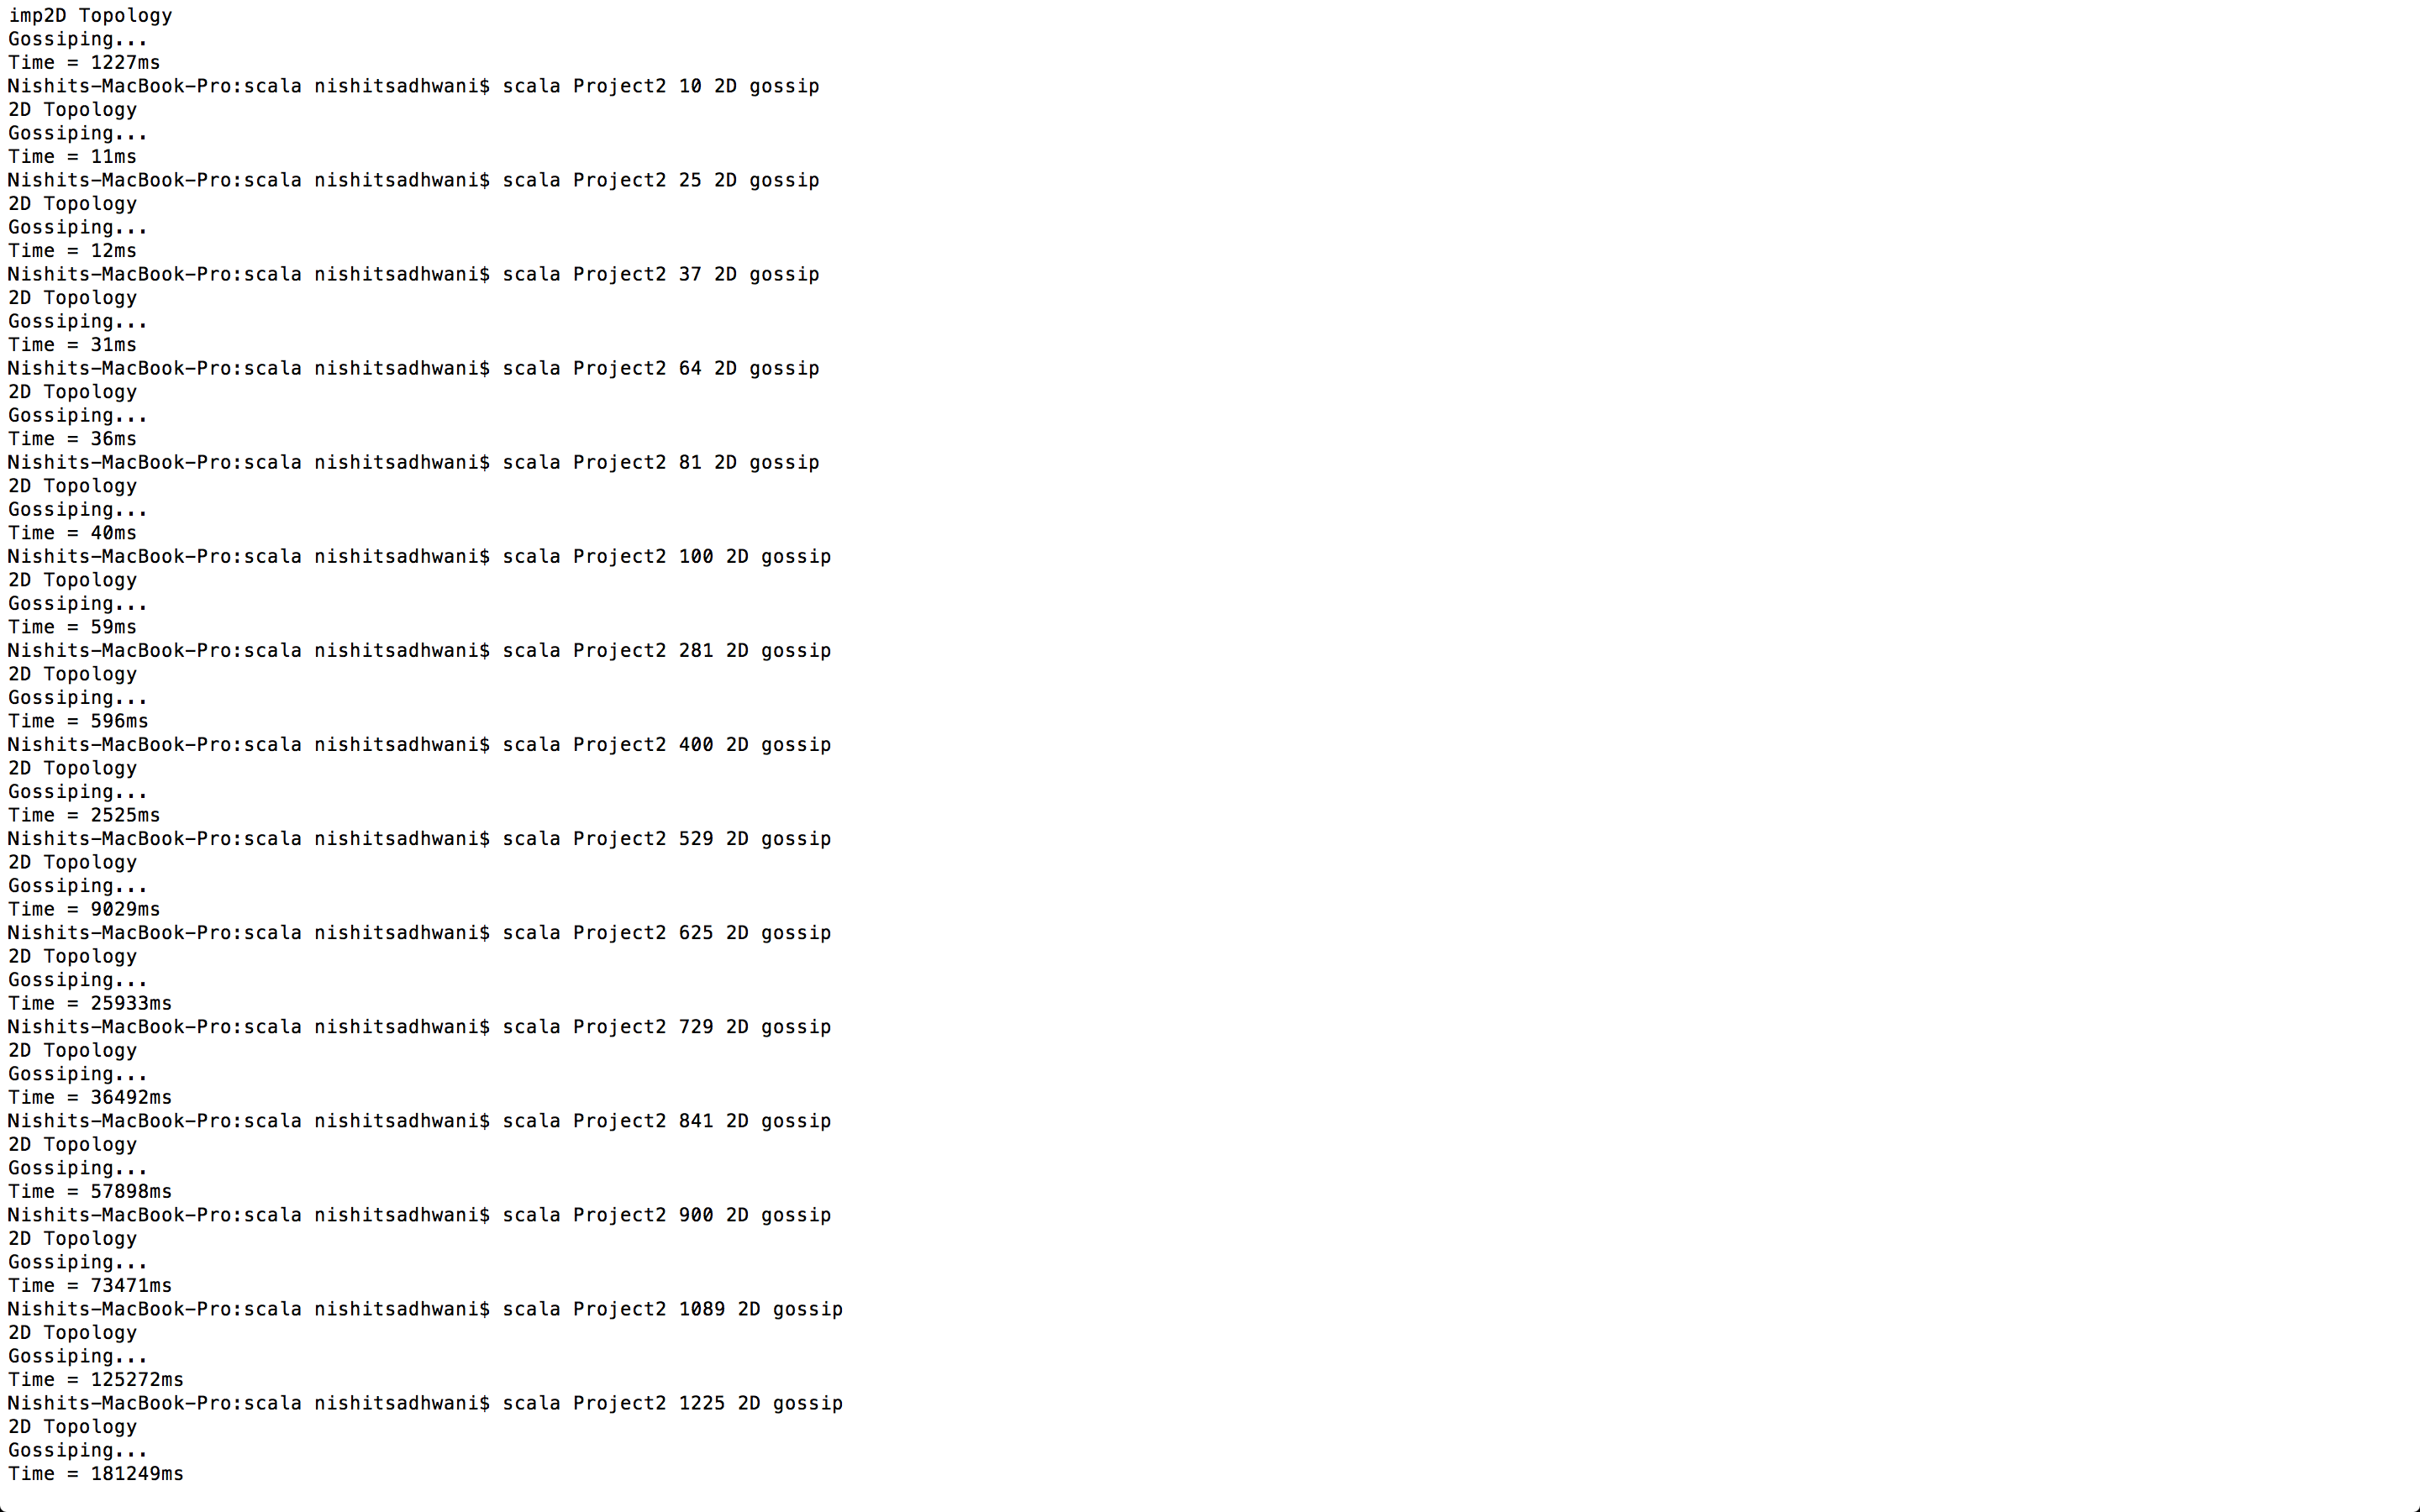 imp2D Topology
Gossiping...
Time = 1227ms
Nishits-MacBook-Pro:scala nishitsadhwani$ scala Project2 10 2D gossip
2D Topology
Gossiping...
Time = 11ms
Nishits-MacBook-Pro:scala nishitsadhwani$ scala Project2 25 2D gossip
2D Topology
Gossiping...
Time = 12ms
Nishits-MacBook-Pro:scala nishitsadhwani$ scala Project2 37 2D gossip
2D Topology
Gossiping...
Time = 31ms
Nishits-MacBook-Pro:scala nishitsadhwani$ scala Project2 64 2D gossip
2D Topology
Gossiping...
Time = 36ms
Nishits-MacBook-Pro:scala nishitsadhwani$ scala Project2 81 2D gossip
2D Topology
Gossiping...
Time = 40ms
Nishits-MacBook-Pro:scala nishitsadhwani$ scala Project2 100 2D gossip
2D Topology
Gossiping...
Time = 59ms
Nishits-MacBook-Pro:scala nishitsadhwani$ scala Project2 281 2D gossip
2D Topology
Gossiping...
Time = 596ms
Nishits-MacBook-Pro:scala nishitsadhwani$ scala Project2 400 2D gossip
2D Topology
Gossiping...
Time = 2525ms
Nishits-MacBook-Pro:scala nishitsadhwani$ scala Project2 529 2D gossip
2D Topology
Gossiping...
Time = 9029ms
Nishits-MacBook-Pro:scala nishitsadhwani$ scala Project2 625 2D gossip
2D Topology
Gossiping...
Time = 25933ms
Nishits-MacBook-Pro:scala nishitsadhwani$ scala Project2 729 2D gossip
2D Topology
Gossiping...
Time = 36492ms
Nishits-MacBook-Pro:scala nishitsadhwani$ scala Project2 841 2D gossip
2D Topology
Gossiping...
Time = 57898ms
Nishits-MacBook-Pro:scala nishitsadhwani$ scala Project2 900 2D gossip
2D Topology
Gossiping...
Time = 73471ms
Nishits-MacBook-Pro:scala nishitsadhwani$ scala Project2 1089 2D gossip
2D Topology
Gossiping...
Time = 125272ms
Nishits-MacBook-Pro:scala nishitsadhwani$ scala Project2 1225 2D gossip
2D Topology
Gossiping...
Time = 181249ms